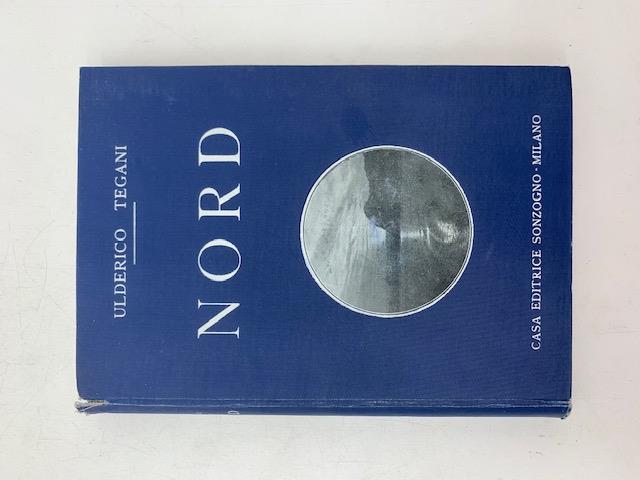 ULDERICO TEGANI
NORD
CASA EDITRICE SONZOGNO · MILANO